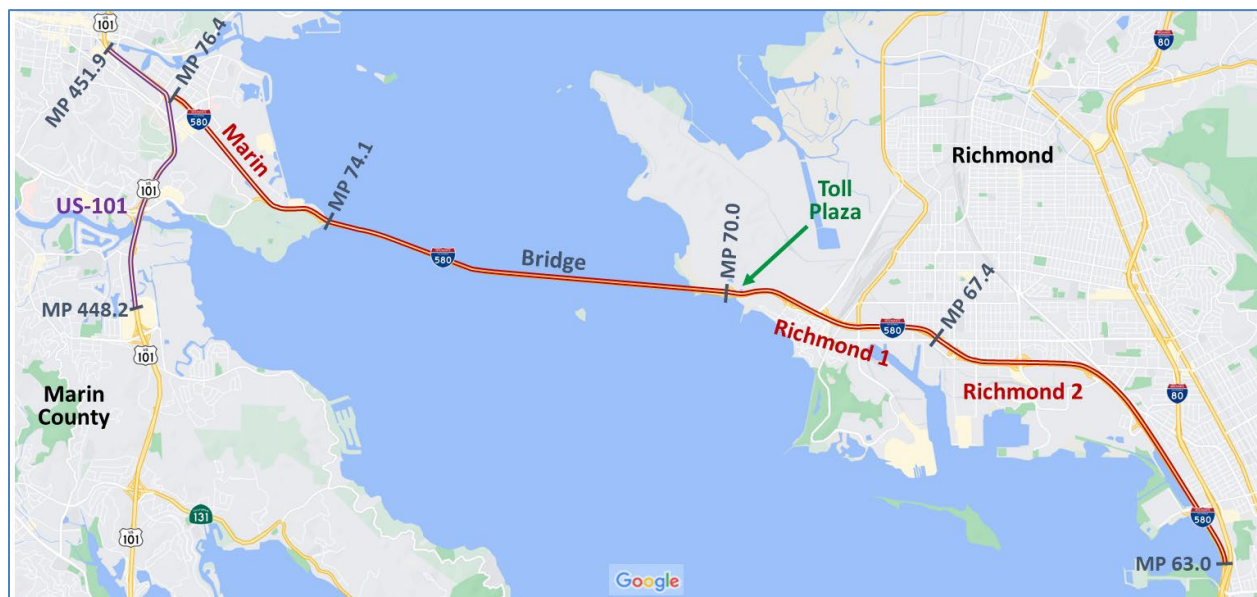 US
101
MP 451.9
MP 76.4
580
Marin
MP 74.1
US-101
101
MP 448.2
101
Marin
County
131
101
580
Bridge
MP 70.0
Toll
Plaza
Richmond
80
Richmond 1
580
MP 67.4
Richmond 2
80
580
MP 63.0
Google